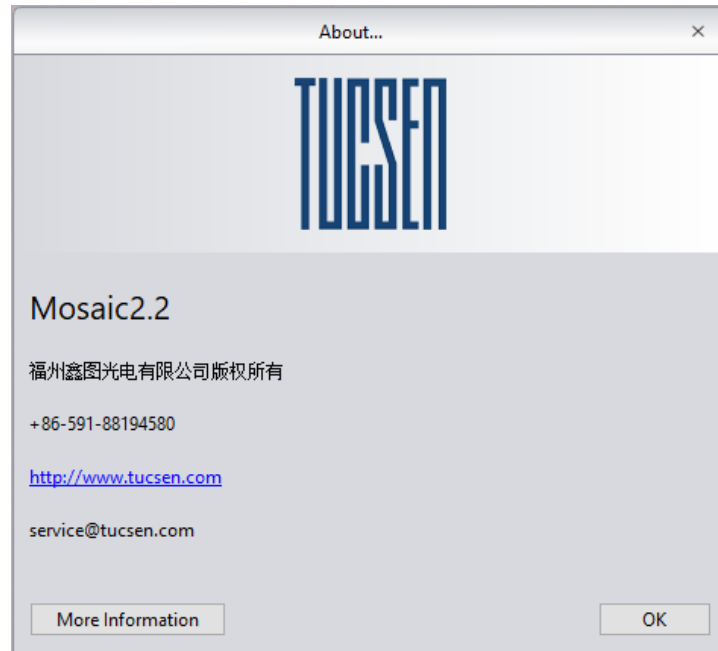 About...
TUCSEN
Mosaic2.2
福州鑫图光电有限公司版权所有
+86-591-88194580
http://www.tucsen.com
service@tucsen.com
More Information
OK